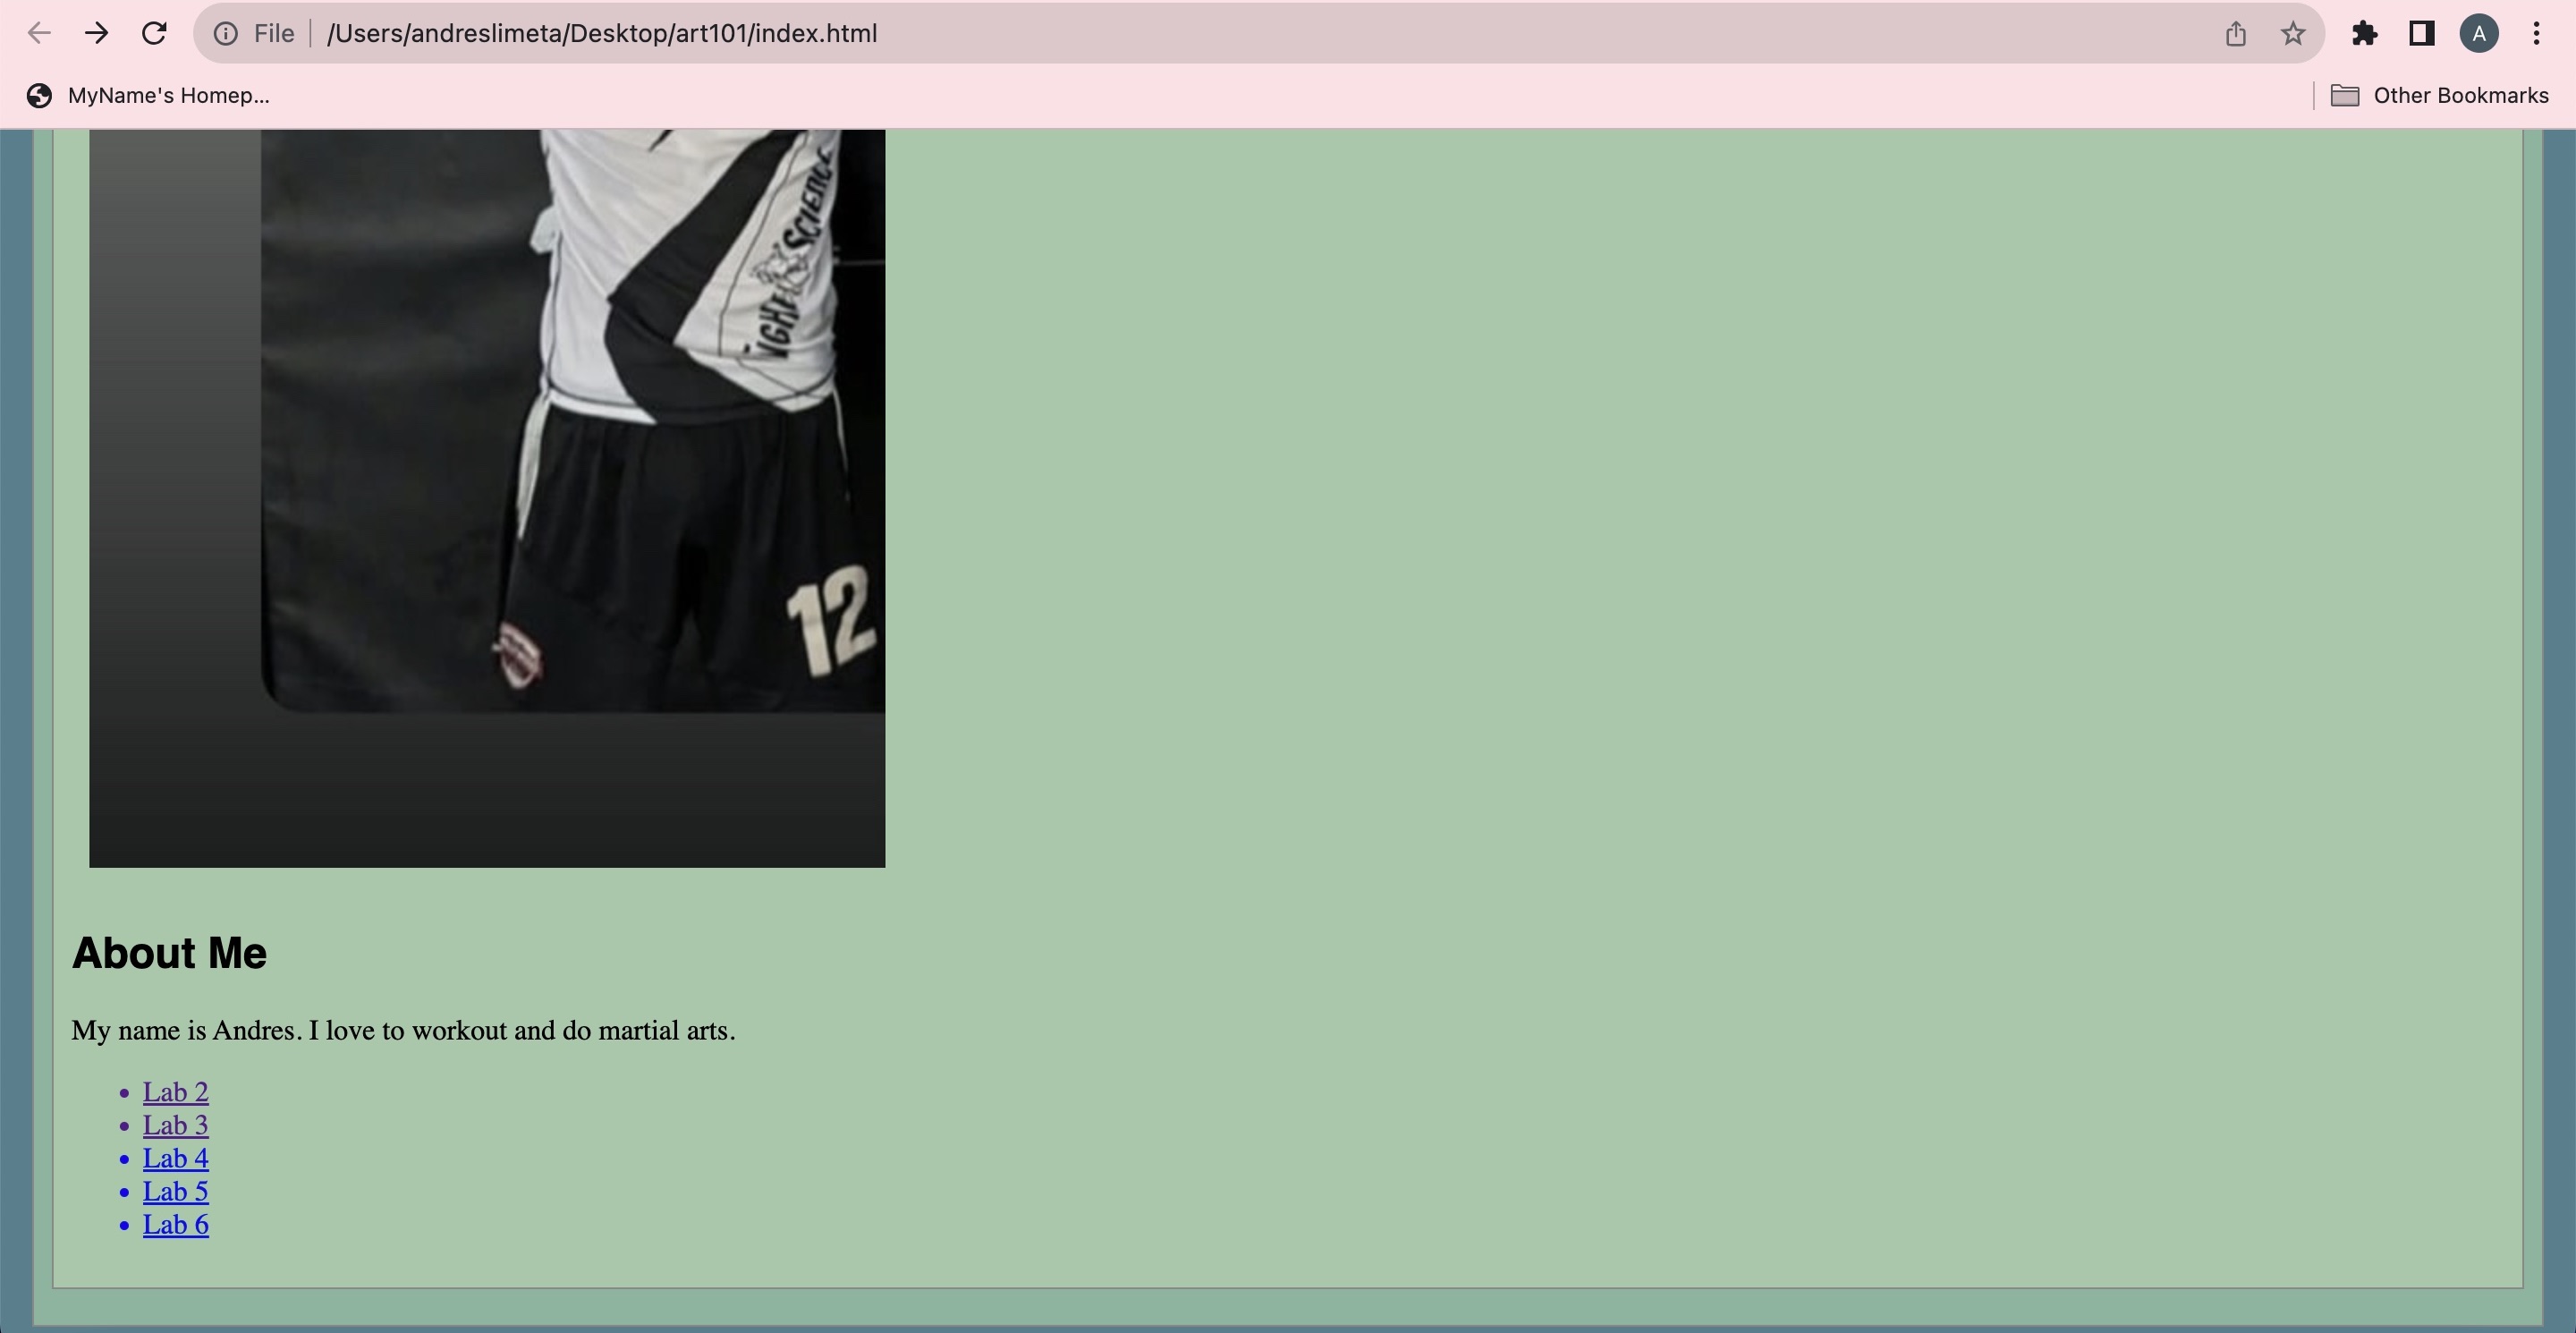 File /Users/andreslimeta/Desktop/art101/index.html
A
MyName's Homep...
Other Bookmarks
SCIENCE
12
About Me
My name is Andres. I love to workout and do martial arts.
• Lab 2
• Lab 3
• Lab 4
• Lab 5
• Lab 6